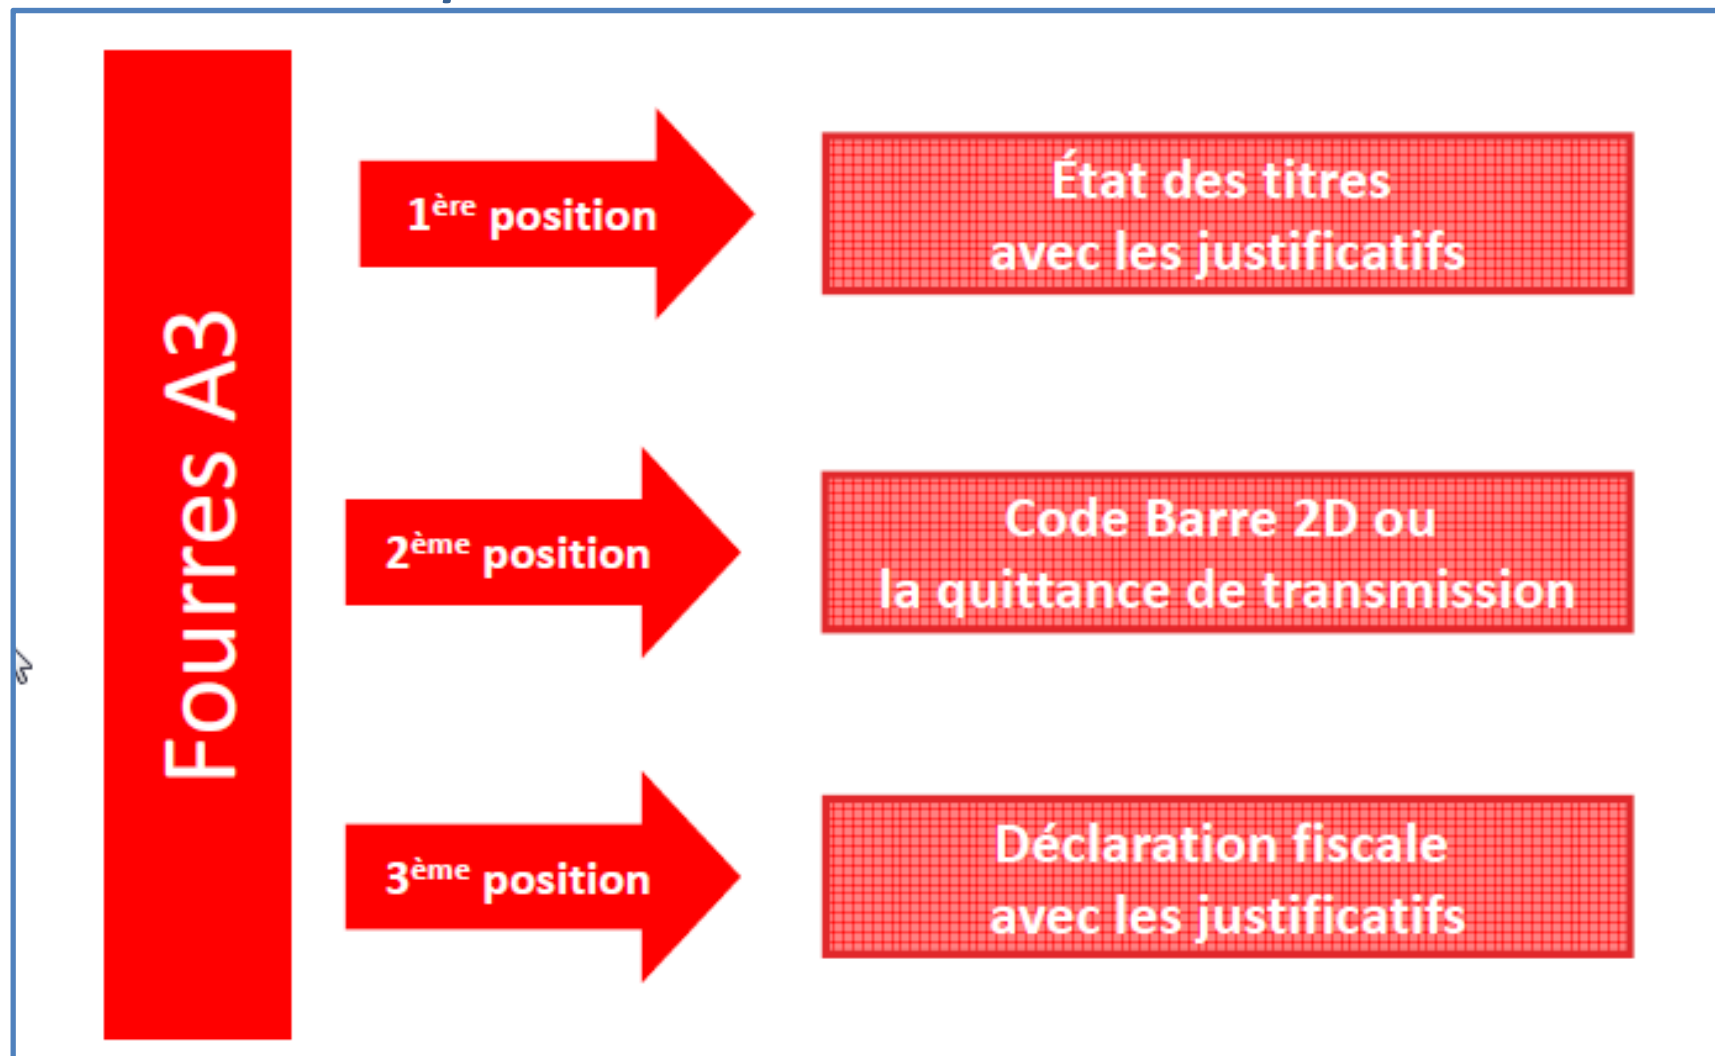 Fourres A3
1ère position
État des titres
avec les justificatifs
2ème position
Code Barre 2D ou
la quittance de transmission
3ème position
Déclaration fiscale
avec les justificatifs